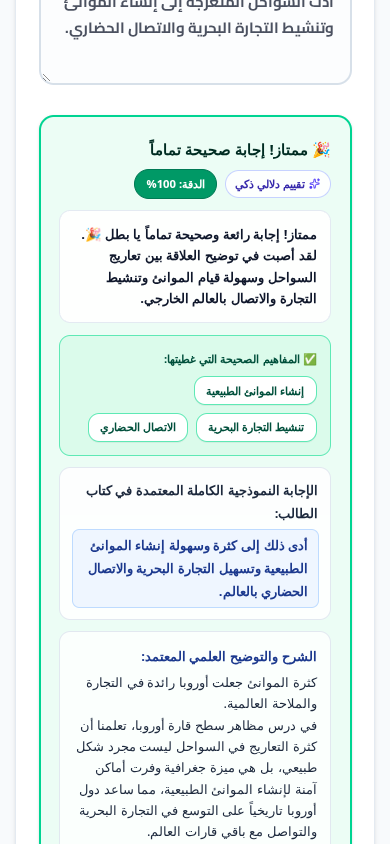 أدت السواحل المتعرجة إلى إنشاء الموانئ
وتنشيط التجارة البحرية والاتصال الحضاري.
🎉 ممتاز! إجابة صحيحة تماماً
تقييم دلالي ذكي
الدقة: 100%
ممتاز! إجابة رائعة وصحيحة تماماً يا بطل 🎉.
لقد أصبت في توضيح العلاقة بين تعاريج
السواحل وسهولة قيام الموانئ وتنشيط
التجارة والاتصال بالعالم الخارجي.
✅ المفاهيم الصحيحة التي غطيتها:
إنشاء الموانئ الطبيعية
تنشيط التجارة البحرية
الاتصال الحضاري
الإجابة النموذجية الكاملة المعتمدة في كتاب
الطالب:
أدى ذلك إلى كثرة وسهولة إنشاء الموانئ
الطبيعية وتسهيل التجارة البحرية والاتصال
الحضاري بالعالم.
الشرح والتوضيح العلمي المعتمد:
كثرة الموانئ جعلت أوروبا رائدة في التجارة
والملاحة العالمية.
في درس مظاهر سطح قارة أوروبا، تعلمنا أن
كثرة التعاريج في السواحل ليست مجرد شكل
طبيعي، بل هي ميزة جغرافية وفرت أماكن
آمنة لإنشاء الموانئ الطبيعية، مما ساعد دول
أوروبا تاريخياً على التوسع في التجارة البحرية
والتواصل مع باقي قارات العالم.